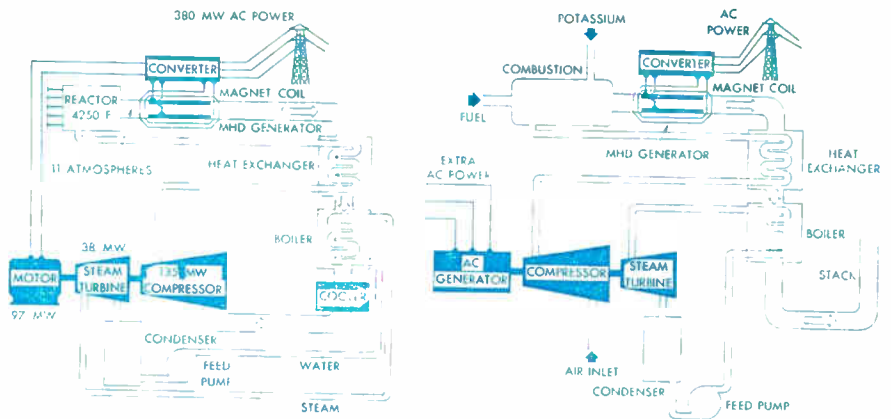 380 MW AC POWER
CONVERTER
REACTOR
4250 F
MAGNET COIL
MHD GENERATOR
11 ATMOSPHERES
HEAT EXCHANGER
BOILER
38 MW
MOTOR
STEAM
TURBINE
135 MW
COMPRESSOR
COOLER
97 MW
CONDENSER
FEED
PUMP
WATER
STEAM
POTASSIUM
AC
POWER
COMBUSTION
CONVERTER
MAGNET COIL
FUEL
MHD GENERATOR
HEAT
EXCHANGER
EXTRA
AC POWER
BOILER
AC
GENERATOR
COMPRESSOR
STEAM
TURBINE
STACK
AIR INLET
CONDENSER
FEED PUMP